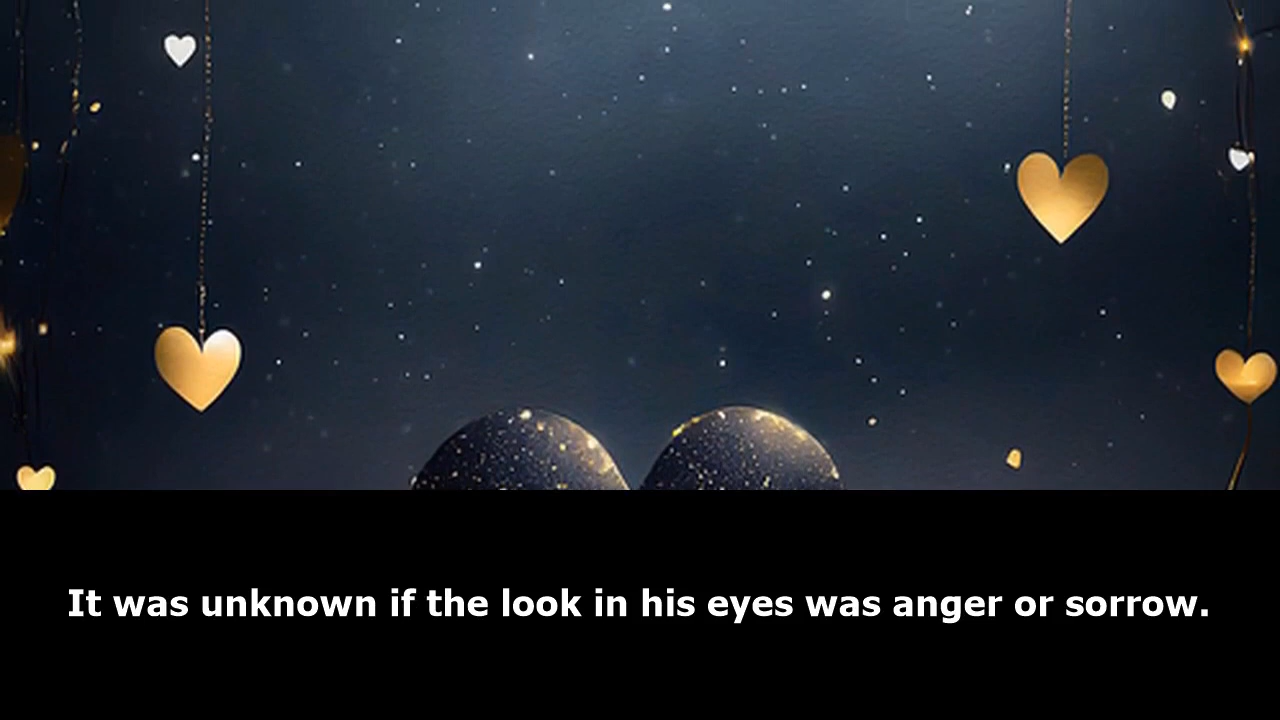 It was unknown if the look in his eyes was anger or sorrow.